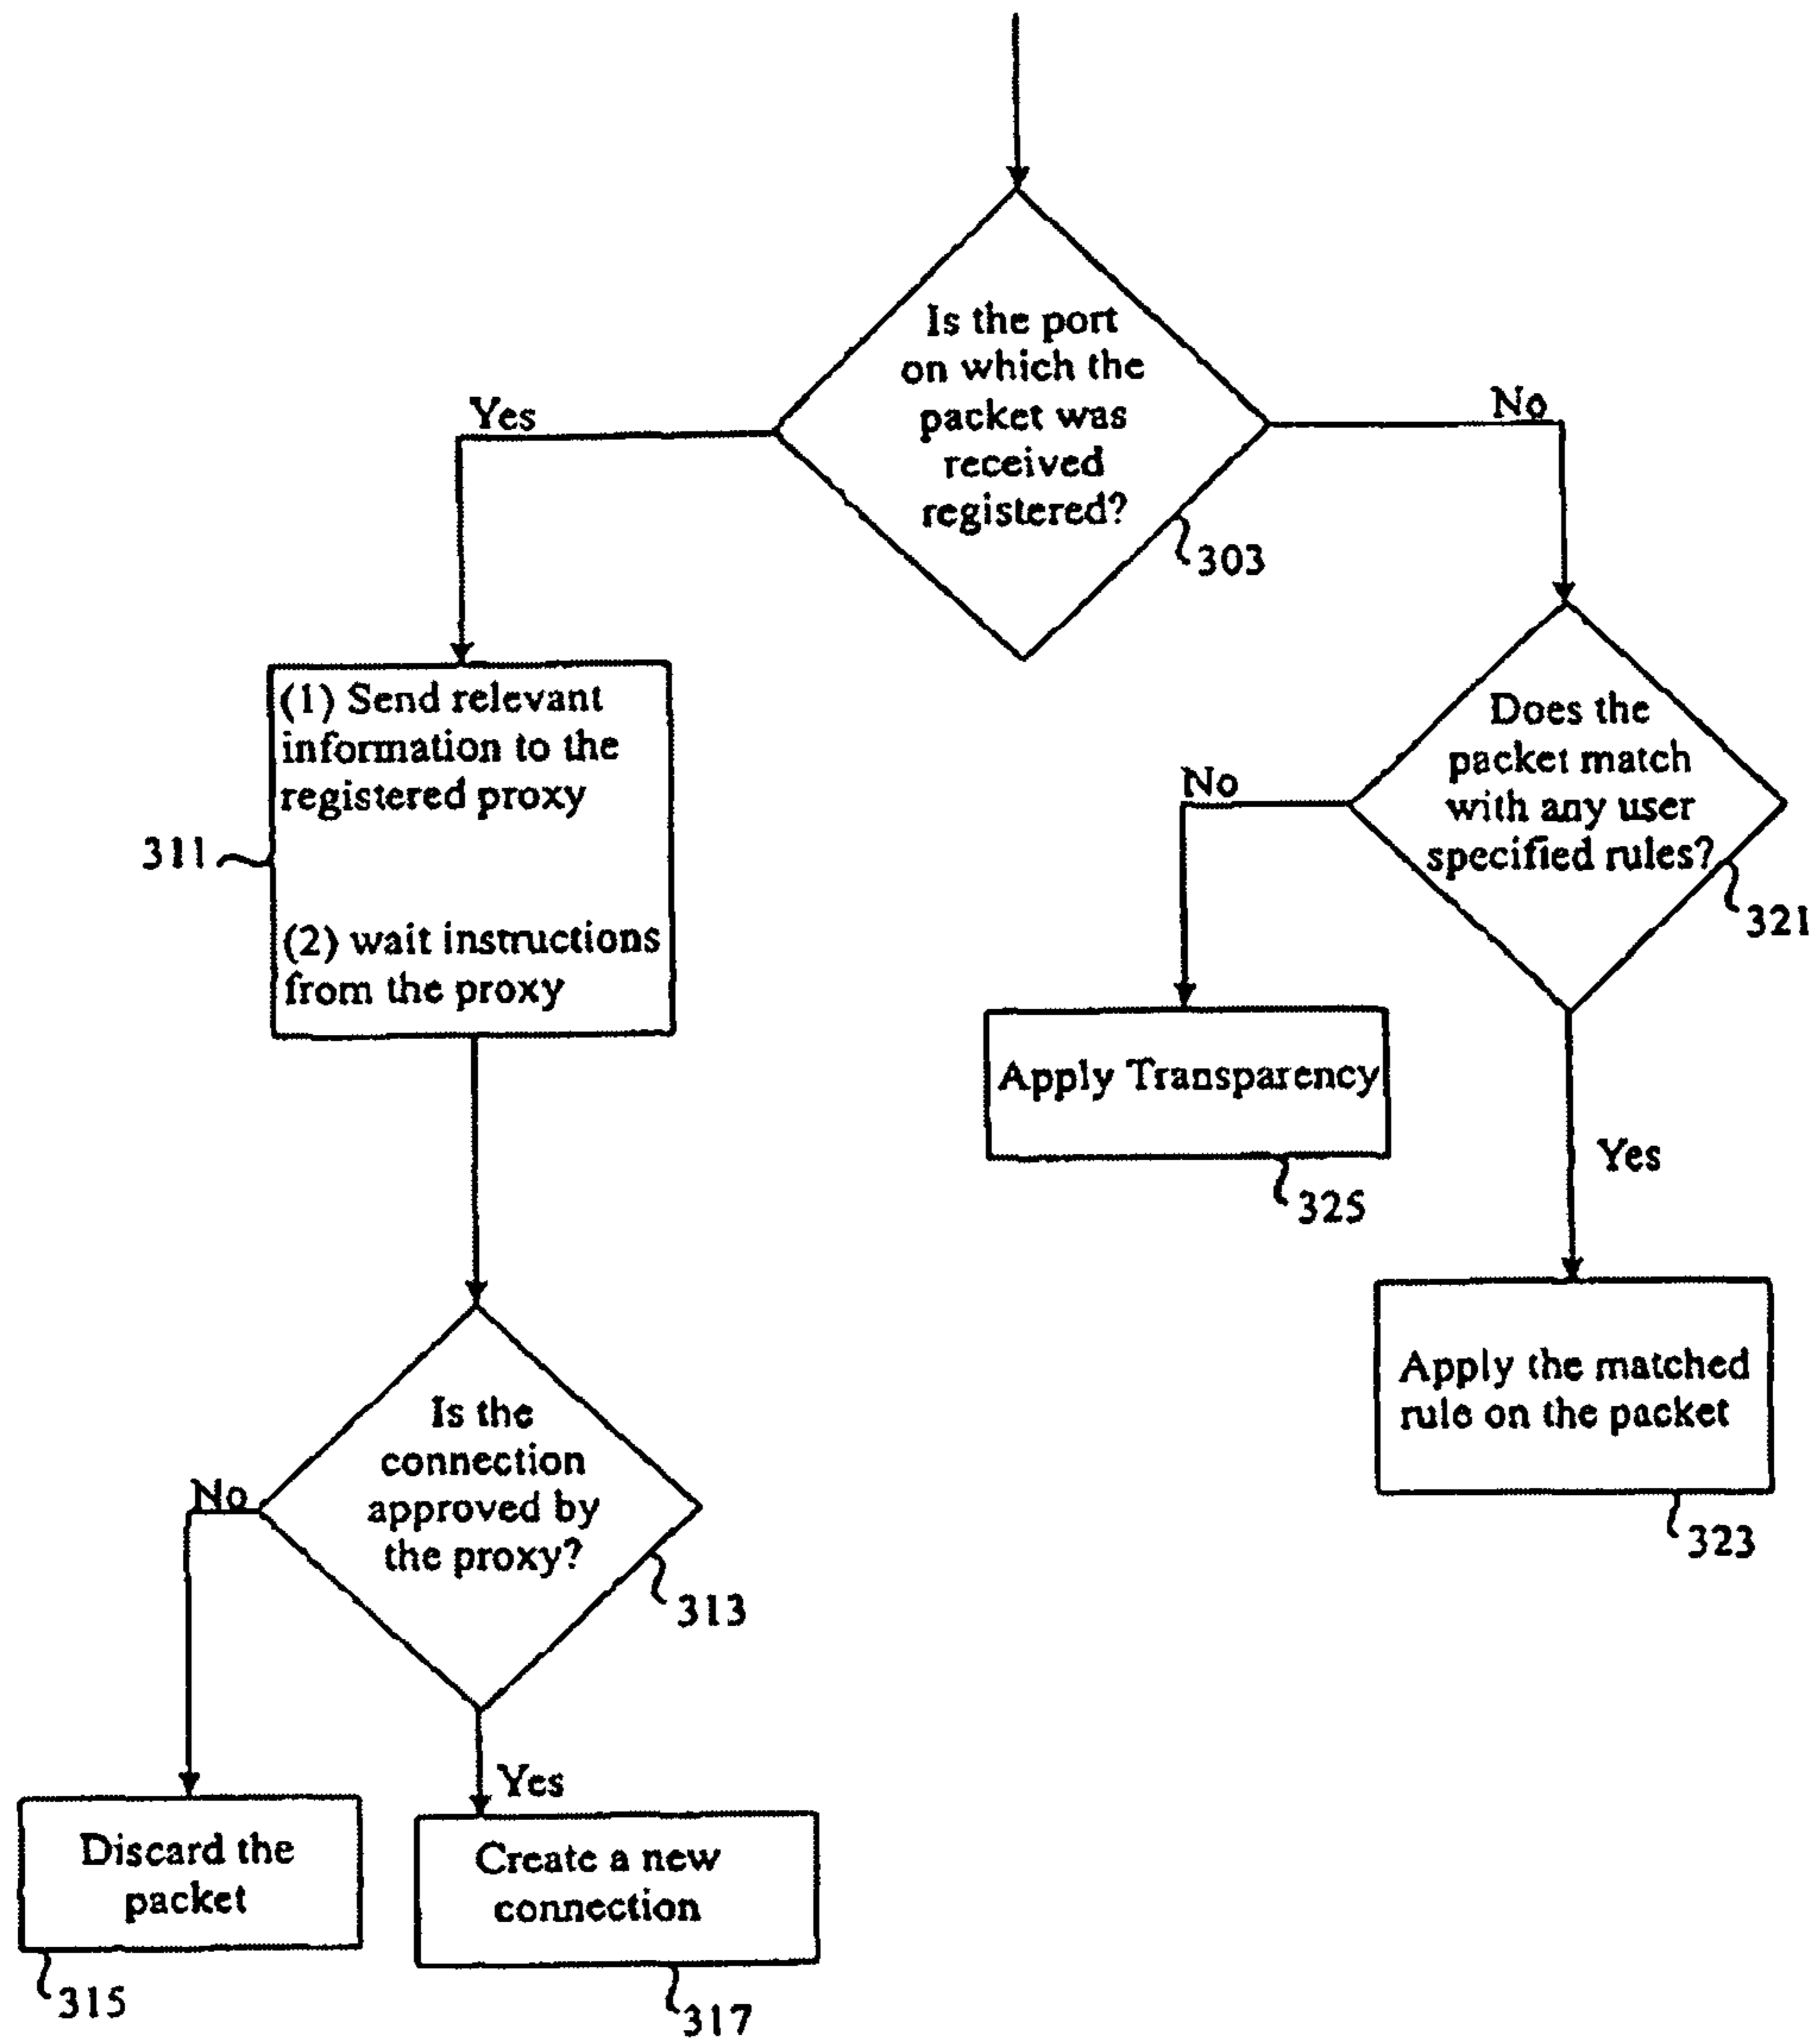 Is the port
on which the
packet was
received
registered?
303
Yes
No
(1) Send relevant
information to the
registered proxy
(2) wait instructions
from the proxy
311
Does the
packet match
with any user
specified rules?
321
No
Yes
Apply Transparency
325
Apply the matched
rule on the packet
323
Is the
connection
approved by
the proxy?
313
No
Yes
Discard the
packet
315
Create a new
connection
317